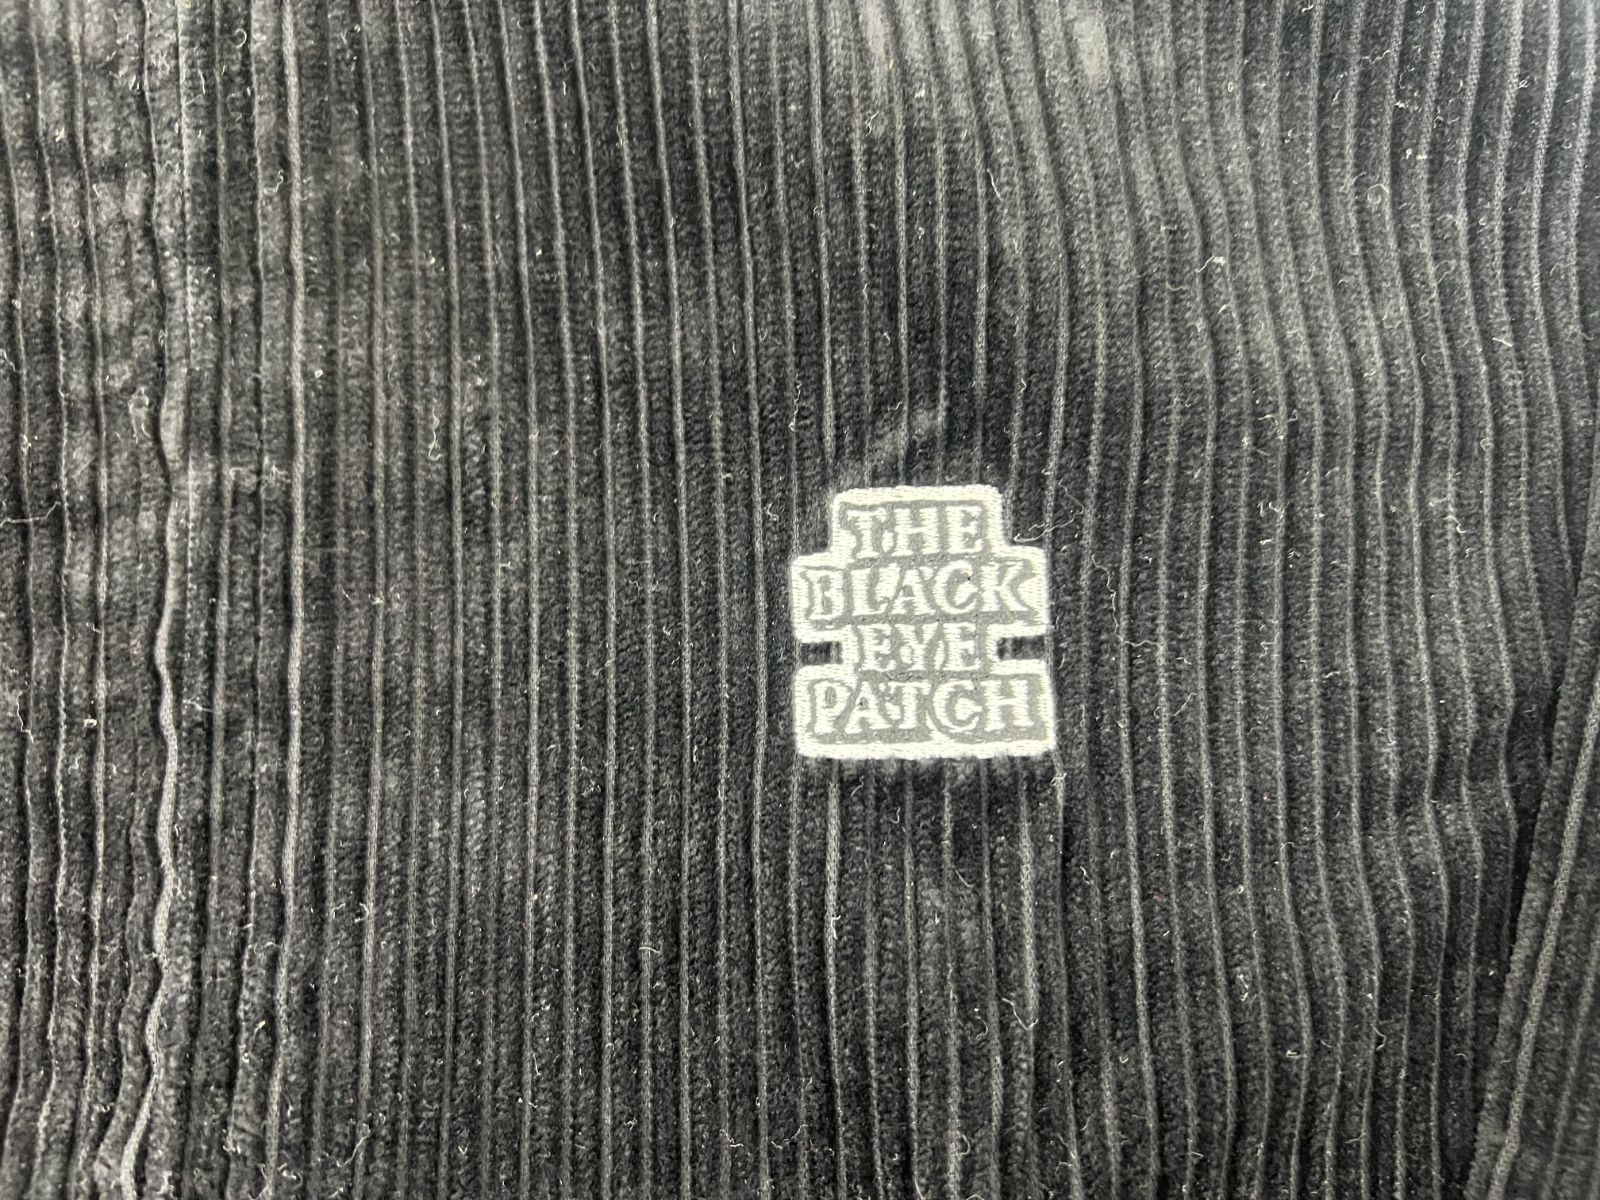 THE
BLACK
EYE
PATCH